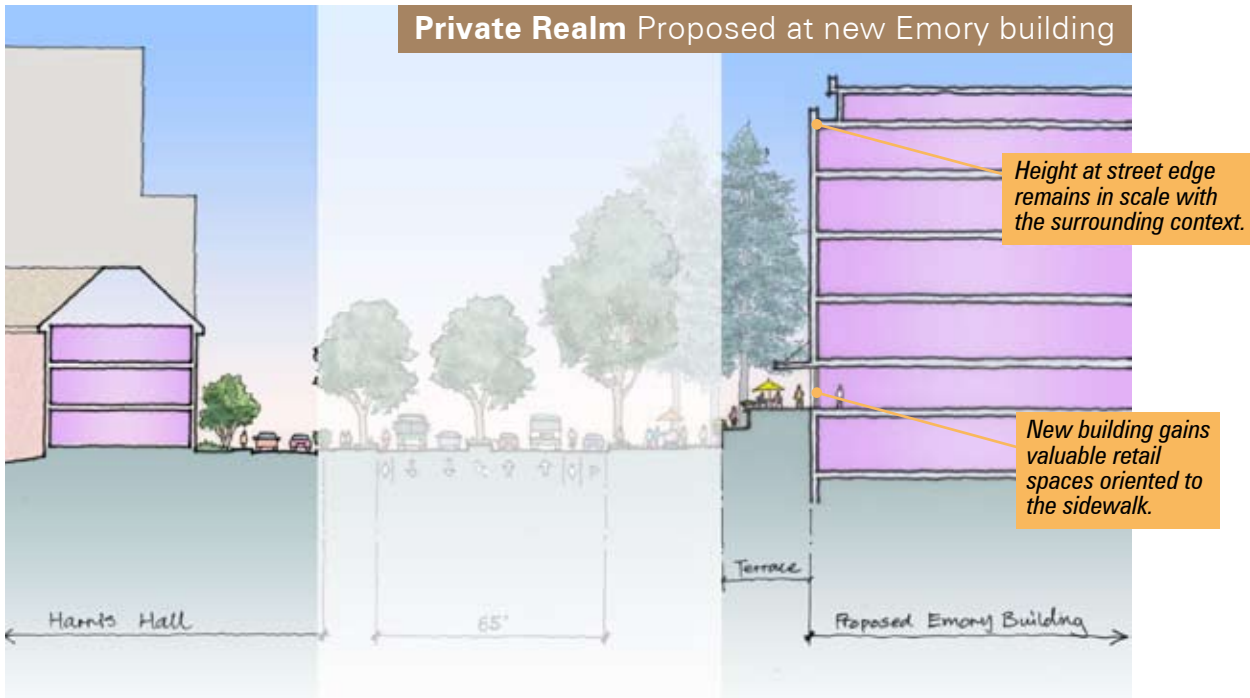 Private Realm Proposed at new Emory building
Height at street edge
remains in scale with
the surrounding context.
New building gains
valuable retail
spaces oriented to
the sidewalk.
P
Terrace
Harris Hall
65'
Proposed Emory Building